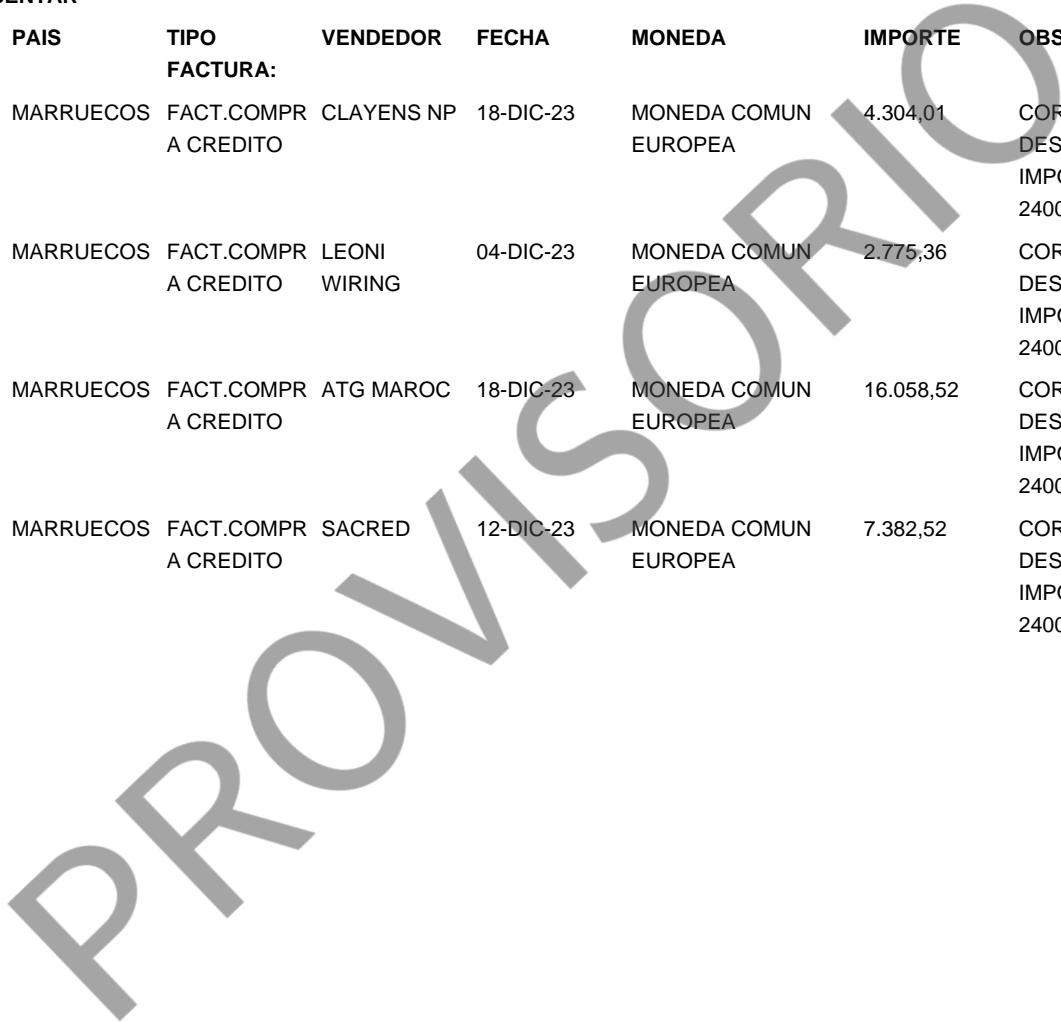 PAIS TIPO VENDEDOR FECHA MONEDA IMPORTE
FACTURA:
MARRUECOS FACT.COMPR CLAYENS NP 18-DIC-23 MONEDA COMUN 4.304,01
A CREDITO EUROPEA
MARRUECOS FACT.COMPR LEONI 04-DIC-23 MONEDA COMUN 2.775,36
A CREDITO WIRING EUROPEA
MARRUECOS FACT.COMPR ATG MAROC 18-DIC-23 MONEDA COMUN 16.058,52
A CREDITO EUROPEA
MARRUECOS FACT.COMPR SACRED 12-DIC-23 MONEDA COMUN 7.382,52
A CREDITO EUROPEA
PROVISORIO